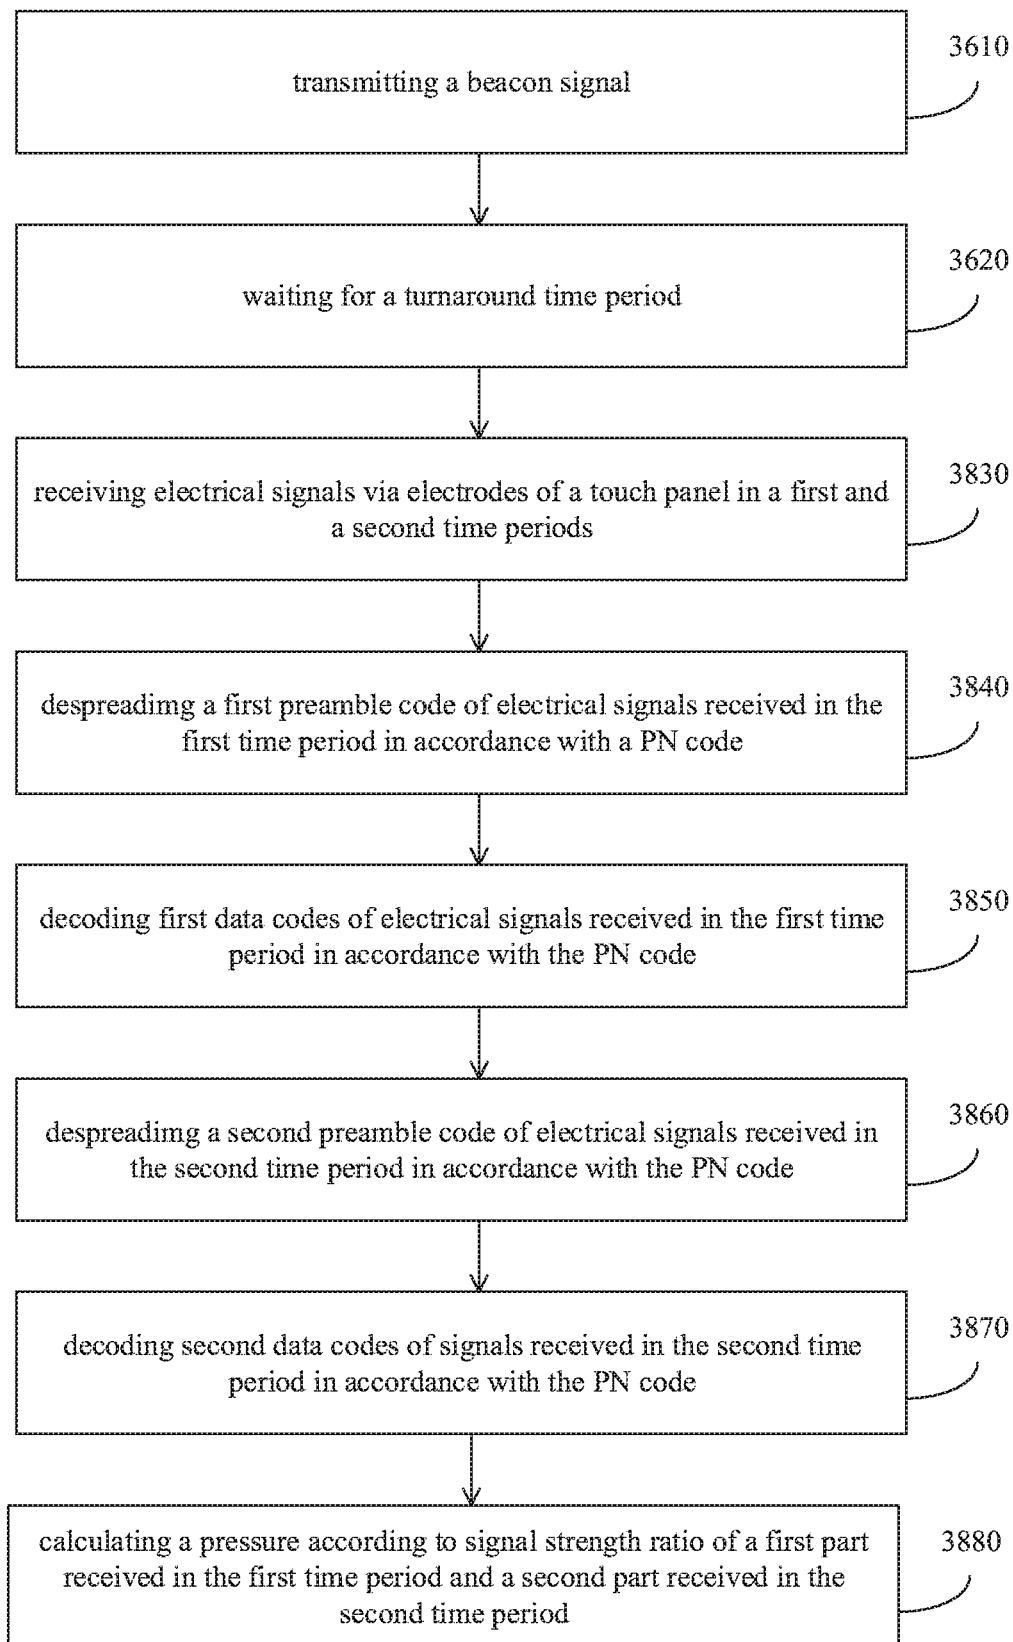 3610
transmitting a beacon signal
3620
waiting for a turnaround time period
3830
receiving electrical signals via electrodes of a touch panel in a first and
a second time periods
3840
despreadimg a first preamble code of electrical signals received in the
first time period in accordance with a PN code
3850
decoding first data codes of electrical signals received in the first time
period in accordance with the PN code
3860
despreadimg a second preamble code of electrical signals received in
the second time period in accordance with the PN code
3870
decoding second data codes of signals received in the second time
period in accordance with the PN code
3880
calculating a pressure according to signal strength ratio of a first part
received in the first time period and a second part received in the
second time period